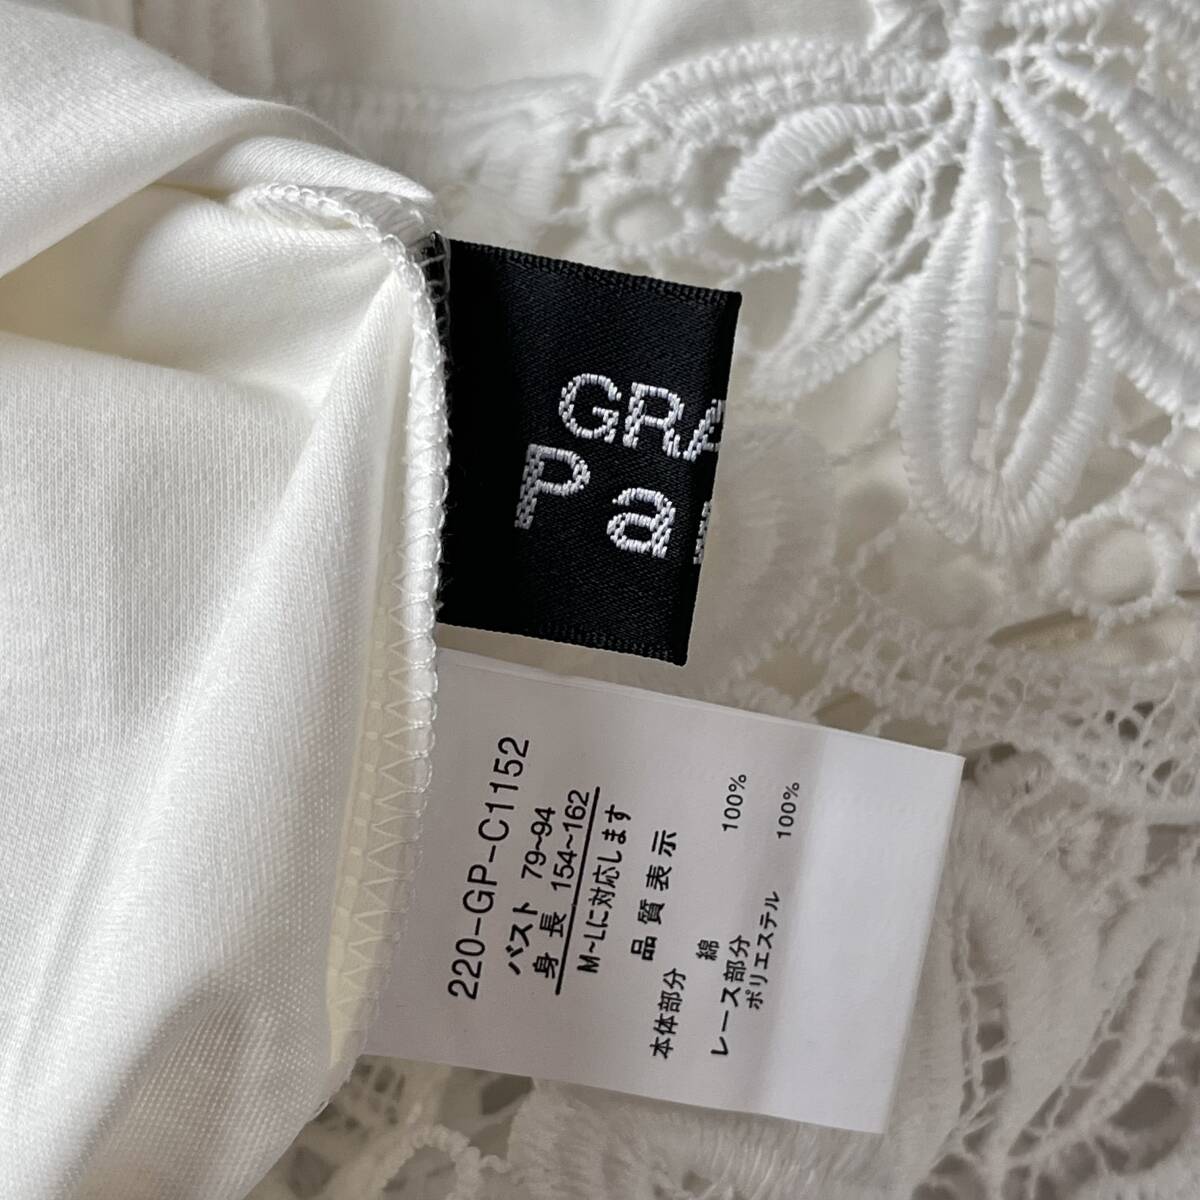 GRA
Pa
220-GP-C1152
バスト 79~94
身長 154~162
M~Lに対応します
品質表示
本体部分
綿 100%
レース部分
ポリエステル 100%